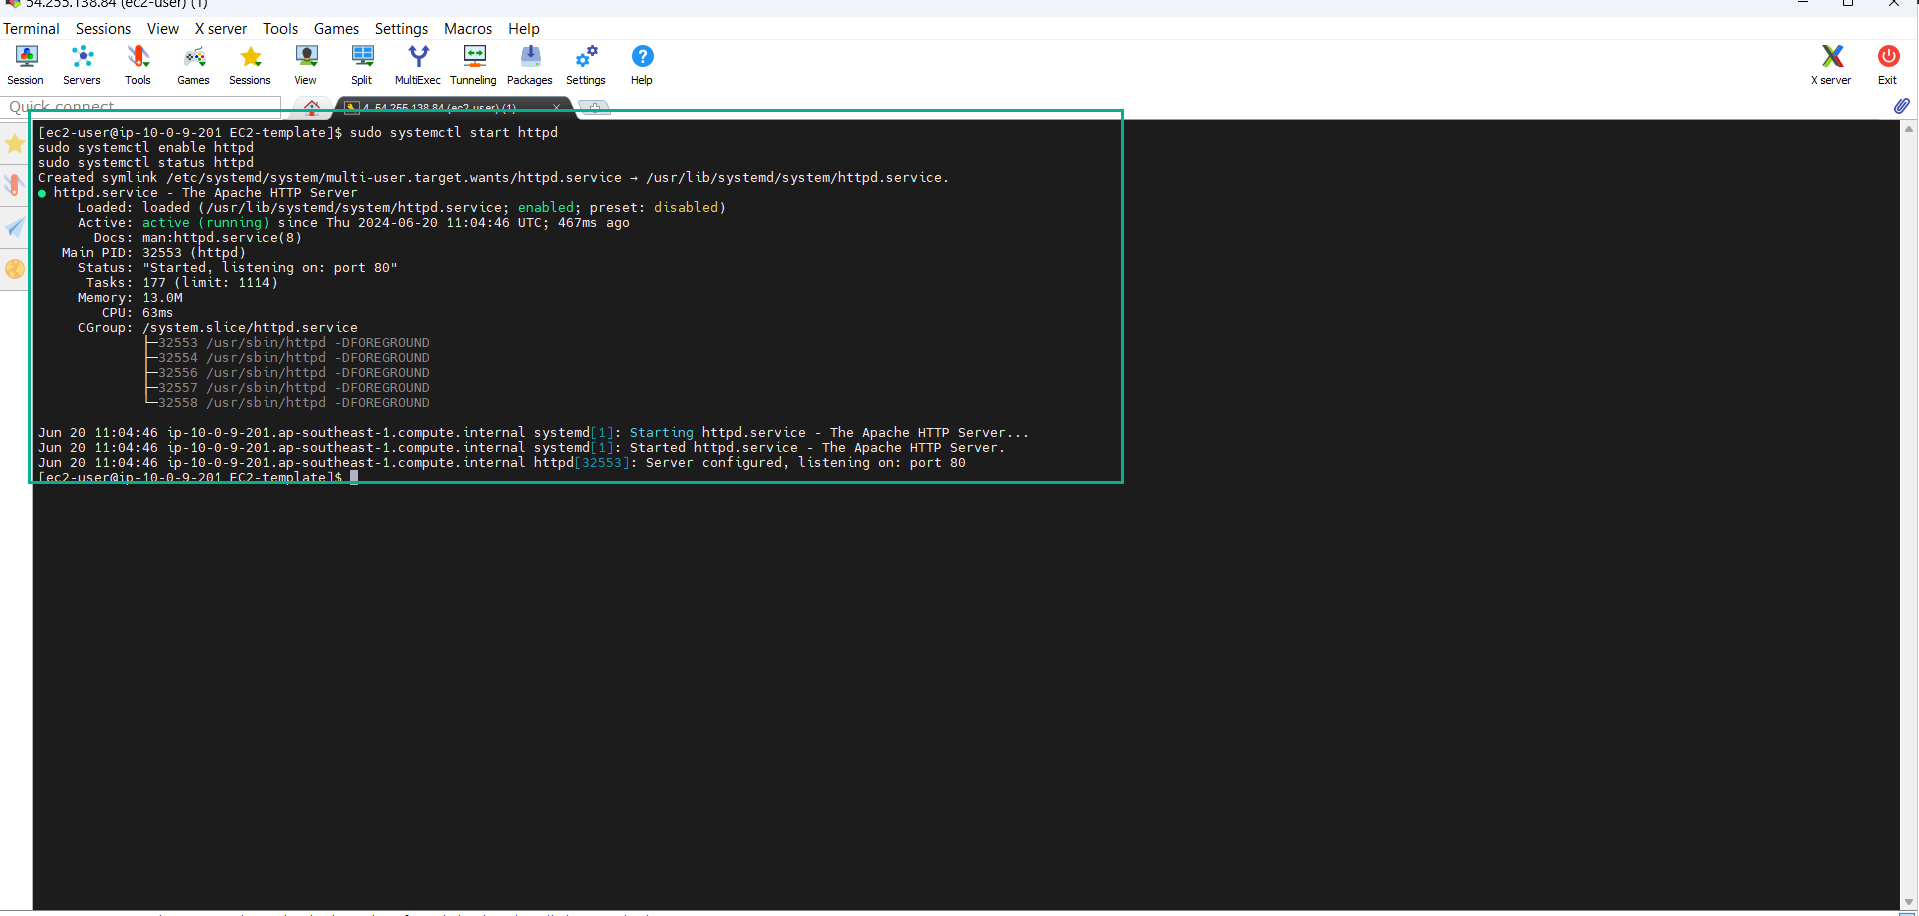 54.255.138.84 (ec2-user) (1)
Terminal Sessions View X server Tools Games Settings Macros Help
Session Servers Tools Games Sessions View Split MultiExec Tunneling Packages Settings Help X server Exit
Quick connect...
4. 54.255.138.84 (ec2-user) (1)
[ec2-user@ip-10-0-9-201 EC2-template]$ sudo systemctl start httpd
sudo systemctl enable httpd
sudo systemctl status httpd
Created symlink /etc/systemd/system/multi-user.target.wants/httpd.service → /usr/lib/systemd/system/httpd.service.
● httpd.service - The Apache HTTP Server
Loaded: loaded (/usr/lib/systemd/system/httpd.service; enabled; preset: disabled)
Active: active (running) since Thu 2024-06-20 11:04:46 UTC; 467ms ago
Docs: man:httpd.service(8)
Main PID: 32553 (httpd)
Status: "Started, listening on: port 80"
Tasks: 177 (limit: 1114)
Memory: 13.0M
CPU: 63ms
CGroup: /system.slice/httpd.service
├─32553 /usr/sbin/httpd -DFOREGROUND
├─32554 /usr/sbin/httpd -DFOREGROUND
├─32556 /usr/sbin/httpd -DFOREGROUND
├─32557 /usr/sbin/httpd -DFOREGROUND
└─32558 /usr/sbin/httpd -DFOREGROUND
Jun 20 11:04:46 ip-10-0-9-201.ap-southeast-1.compute.internal systemd[1]: Starting httpd.service - The Apache HTTP Server...
Jun 20 11:04:46 ip-10-0-9-201.ap-southeast-1.compute.internal systemd[1]: Started httpd.service - The Apache HTTP Server.
Jun 20 11:04:46 ip-10-0-9-201.ap-southeast-1.compute.internal httpd[32553]: Server configured, listening on: port 80
[ec2-user@ip-10-0-9-201 EC2-template]$